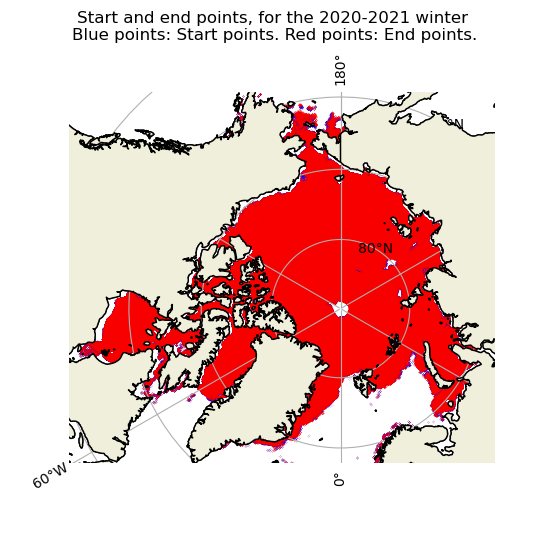 Start and end points, for the 2020-2021 winter
Blue points: Start points. Red points: End points.
180°
80°N
60°W
0°